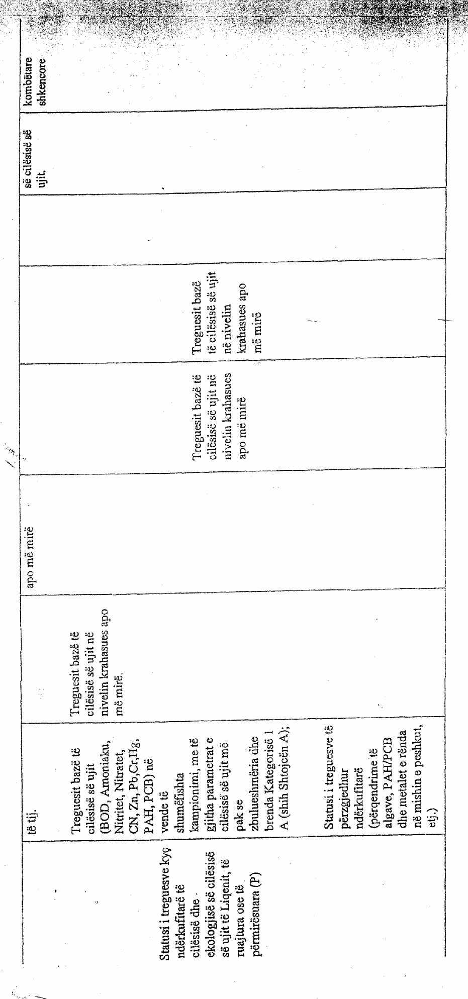 Statusi i treguesve kyç
ndërkufitarë të
cilësisë dhe
ekologjisë së cilësisë
së ujit të Liqenit, të
ruajtura ose të
përmirësuara (P)
të tij.
Treguesit bazë të
cilësisë së ujit
(BOD, Amoniaku,
Nitritet, Nitratet,
CN, Zn, Pb,Cr,Hg,
PAH, PCB) në
vende të
shumëfishta
kampionimi, me të
gjitha parametrat e
cilësisë së ujit më
pak se
zbulueshmëria dhe
brenda Kategorisë 1
A (shih Shtojcën A);
Statusi i treguesve të
përzgjedhur
ndërkufitarë
(përqendrime të
algave, PAH/PCB
dhe metalet e rënda
në mishin e peshkut,
etj.)
Treguesit bazë të
cilësisë së ujit në
nivelin krahasues apo
më mirë.
apo më mirë
Treguesit bazë të
cilësisë së ujit në
nivelin krahasues
apo më mirë
Treguesit bazë
të cilësisë së ujit
në nivelin
krahasues apo
më mirë
së cilësisë së
ujit.
kombëtare
shkencore